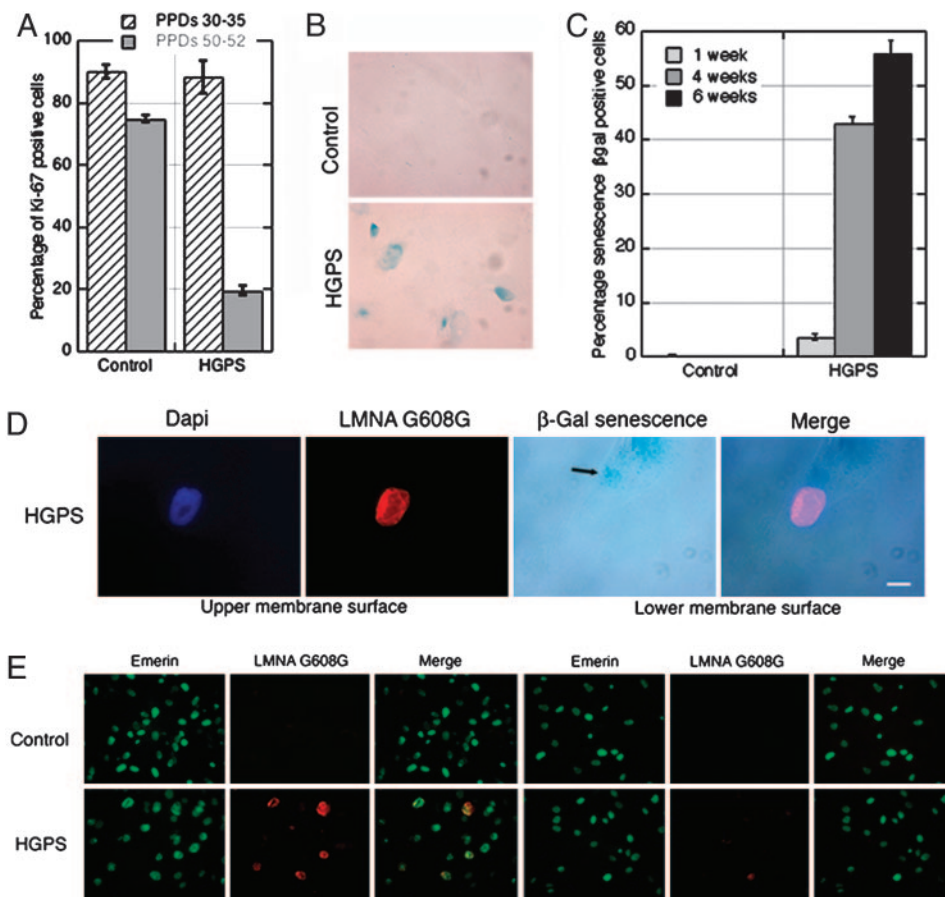 A
PPDs 30-35
PPDs 50-52
Percentage of Ki-67 positive cells
100
80
60
40
20
0
Control
HGPS
B
Control
HGPS
C
Percentage senescence βgal positive cells
60
50
40
30
20
10
0
1 week
4 weeks
6 weeks
Control
HGPS
D
Dapi
LMNA G608G
β-Gal senescence
Merge
HGPS
Upper membrane surface
Lower membrane surface
E
Emerin
LMNA G608G
Merge
Emerin
LMNA G608G
Merge
Control
HGPS